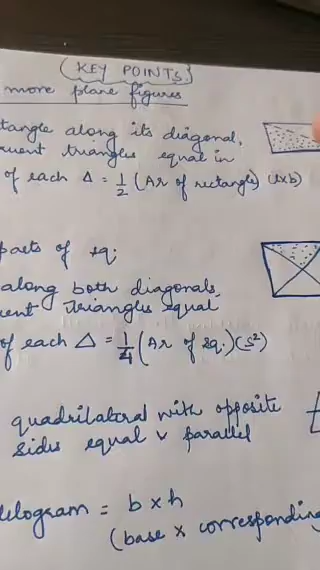 (KEY POINTS)
more plane figures
tangle along its diagonal,
ruent triangles equal in
of each Δ = 1/2 (Ar of rectangle) (l×b)
parts of sq.
along both diagonals,
uent triangles equal
of each Δ = 1/4 (Ar of sq.) (s²)
quadrilateral with opposite
sides equal & parallel
lelogram = b × h
(base × corresponding